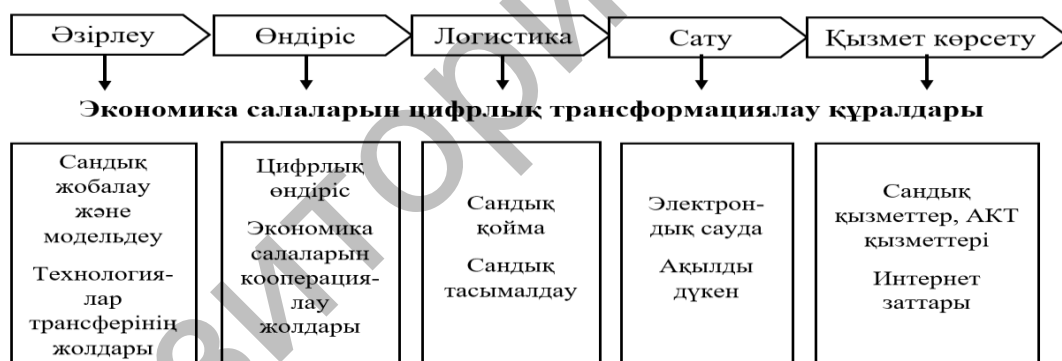 Әзірлеу
Өндіріс
Логистика
Сату
Қызмет көрсету
Экономика салаларын цифрлық трансформациялау құралдары
Сандық
жобалау
және
модельдеу
Технология-
лар
трансферінің
жолдары
Цифрлық
өндіріс
Экономика
салаларын
кооперация-
лау
жолдары
Сандық
қойма
Сандық
тасымалдау
Электрон-
дық сауда
Ақылды
дүкен
Сандық
қызметтер, АКТ
қызметтері
Интернет
заттары